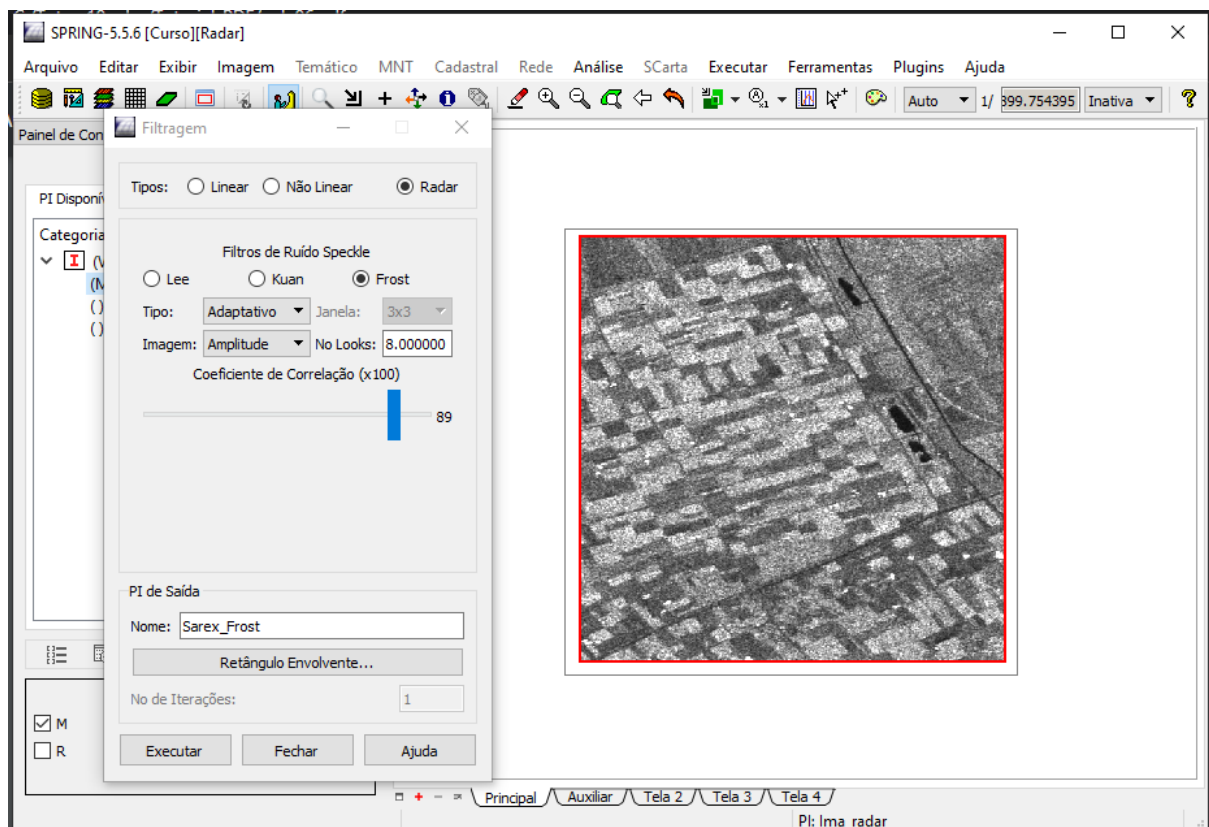 SPRING-5.5.6 [Curso][Radar]
Arquivo Editar Exibir Imagem Temático MNT Cadastral Rede Análise SCarta Executar Ferramentas Plugins Ajuda
Auto 1/ 399.754395 Inativa
Painel de Con
Filtragem
Tipos: Linear Não Linear Radar
PI Disponív
Categoria
Filtros de Ruído Speckle
Lee Kuan Frost
Tipo: Adaptativo Janela: 3x3
Imagem: Amplitude No Looks: 8.000000
Coeficiente de Correlação (x100)
89
PI de Saída
Nome: Sarex_Frost
Retângulo Envolvente...
No de Iterações: 1
M
R
Executar Fechar Ajuda
Principal Auxiliar Tela 2 Tela 3 Tela 4
PI: Ima_radar